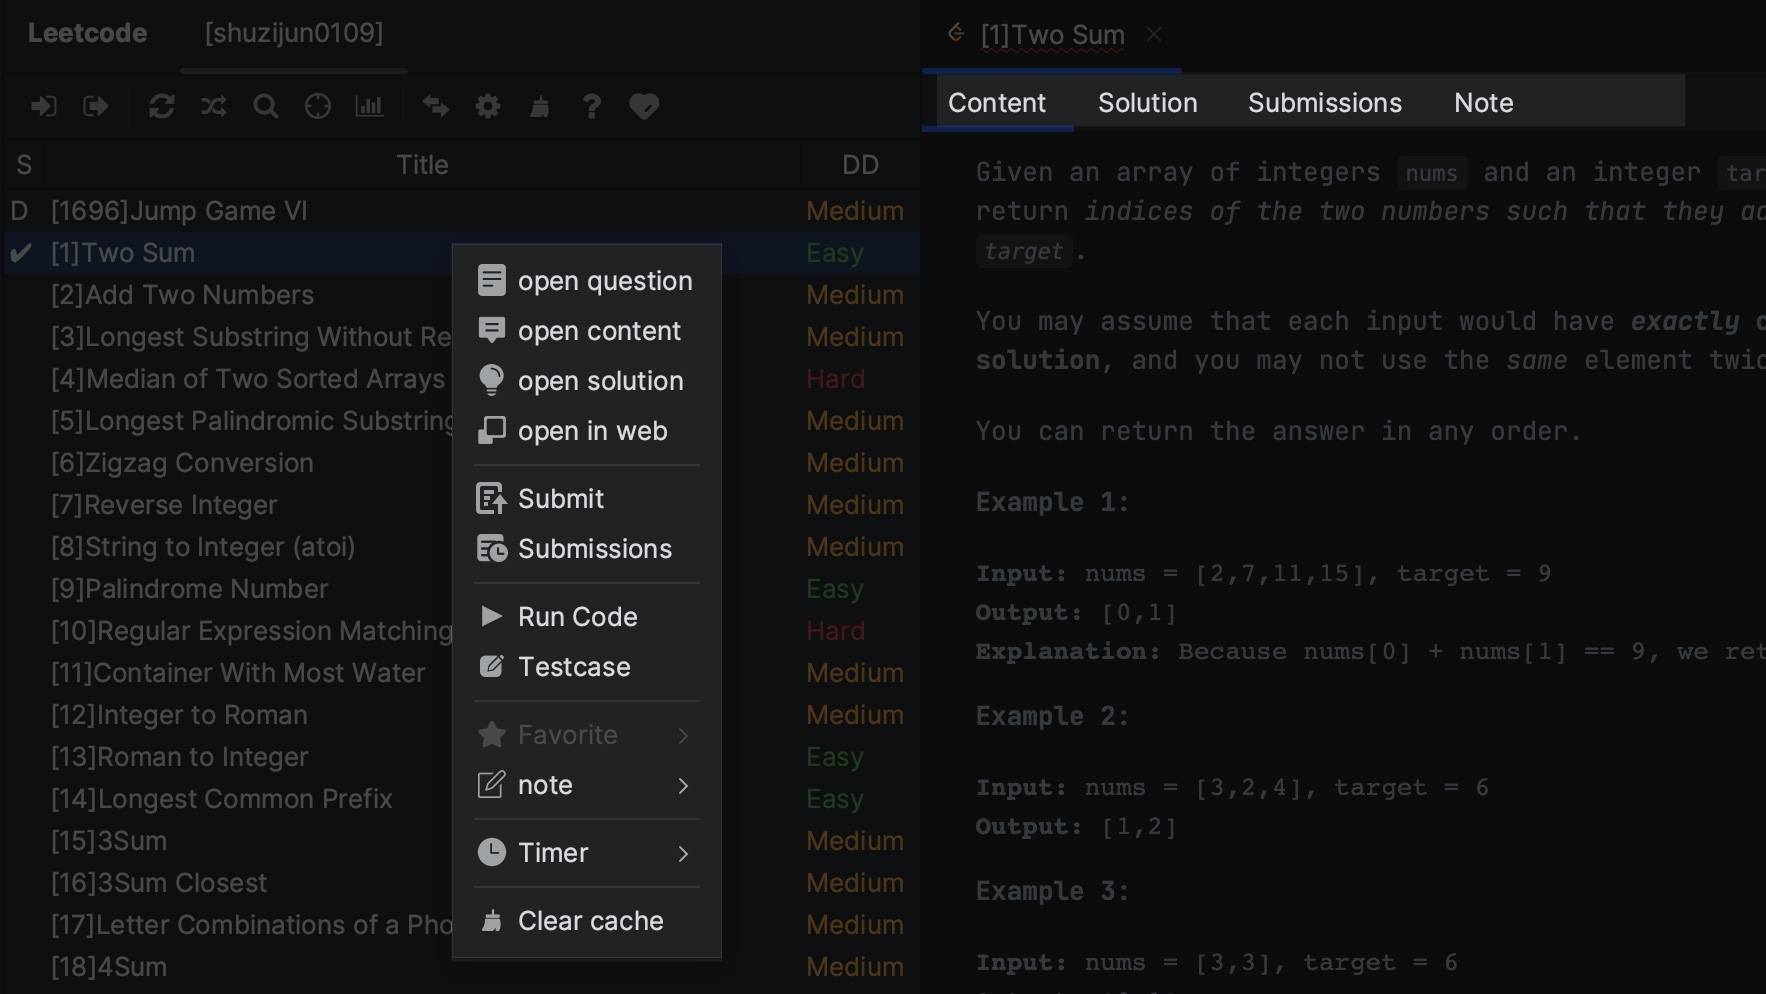 Leetcode [shuzijun0109]
S Title DD
D [1696]Jump Game VI Medium
✔ [1]Two Sum Easy
[2]Add Two Numbers Medium
[3]Longest Substring Without Re Medium
[4]Median of Two Sorted Arrays Hard
[5]Longest Palindromic Substring Medium
[6]Zigzag Conversion Medium
[7]Reverse Integer Medium
[8]String to Integer (atoi) Medium
[9]Palindrome Number Easy
[10]Regular Expression Matching Hard
[11]Container With Most Water Medium
[12]Integer to Roman Medium
[13]Roman to Integer Easy
[14]Longest Common Prefix Easy
[15]3Sum Medium
[16]3Sum Closest Medium
[17]Letter Combinations of a Pho Medium
[18]4Sum Medium
open question
open content
open solution
open in web
Submit
Submissions
Run Code
Testcase
Favorite
note
Timer
Clear cache
[1]Two Sum
Content Solution Submissions Note
Given an array of integers nums and an integer tar
return indices of the two numbers such that they ad
target.
You may assume that each input would have exactly o
solution, and you may not use the same element twic
You can return the answer in any order.
Example 1:
Input: nums = [2,7,11,15], target = 9
Output: [0,1]
Explanation: Because nums[0] + nums[1] == 9, we ret
Example 2:
Input: nums = [3,2,4], target = 6
Output: [1,2]
Example 3:
Input: nums = [3,3], target = 6